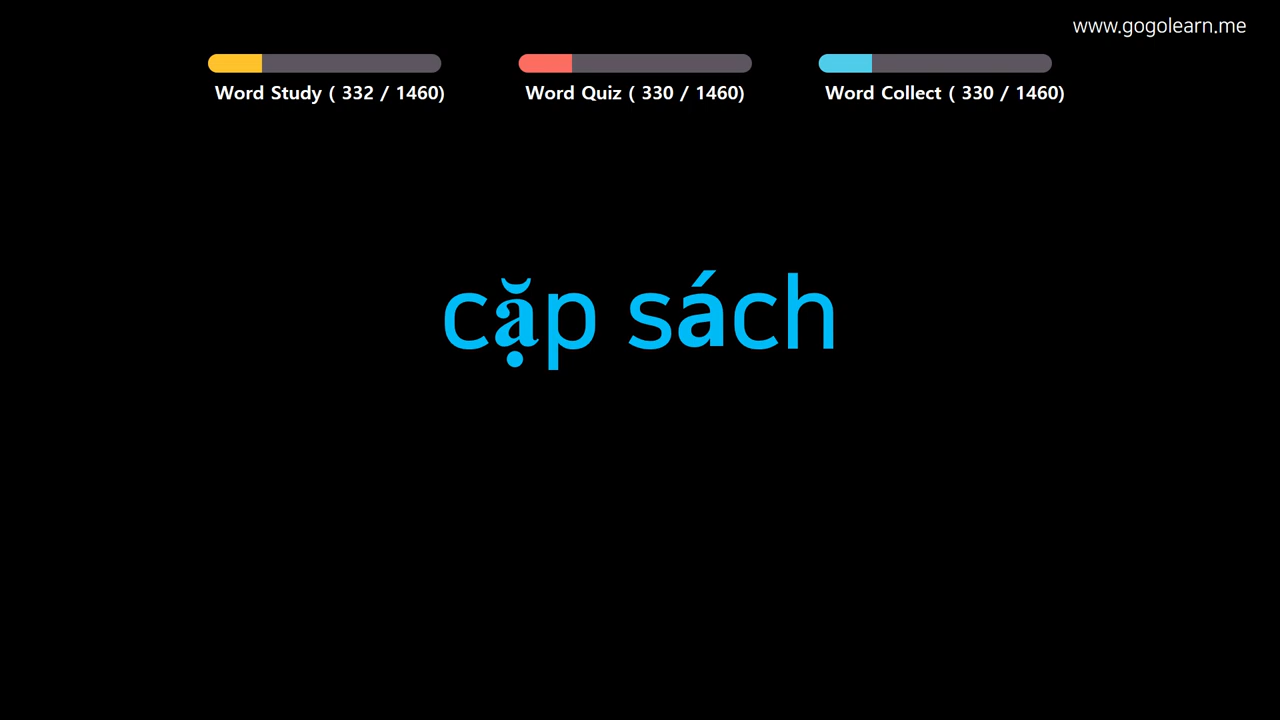 www.gogolearn.me
Word Study ( 332 / 1460)
Word Quiz ( 330 / 1460)
Word Collect ( 330 / 1460)
cặp sách